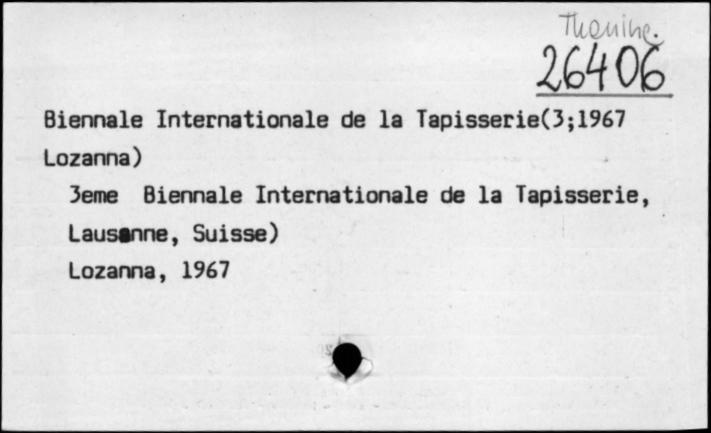 26406
Biennale Internationale de la Tapisserie(3;1967
Lozanna)
3eme Biennale Internationale de la Tapisserie,
Lausanne, Suisse)
Lozanna, 1967